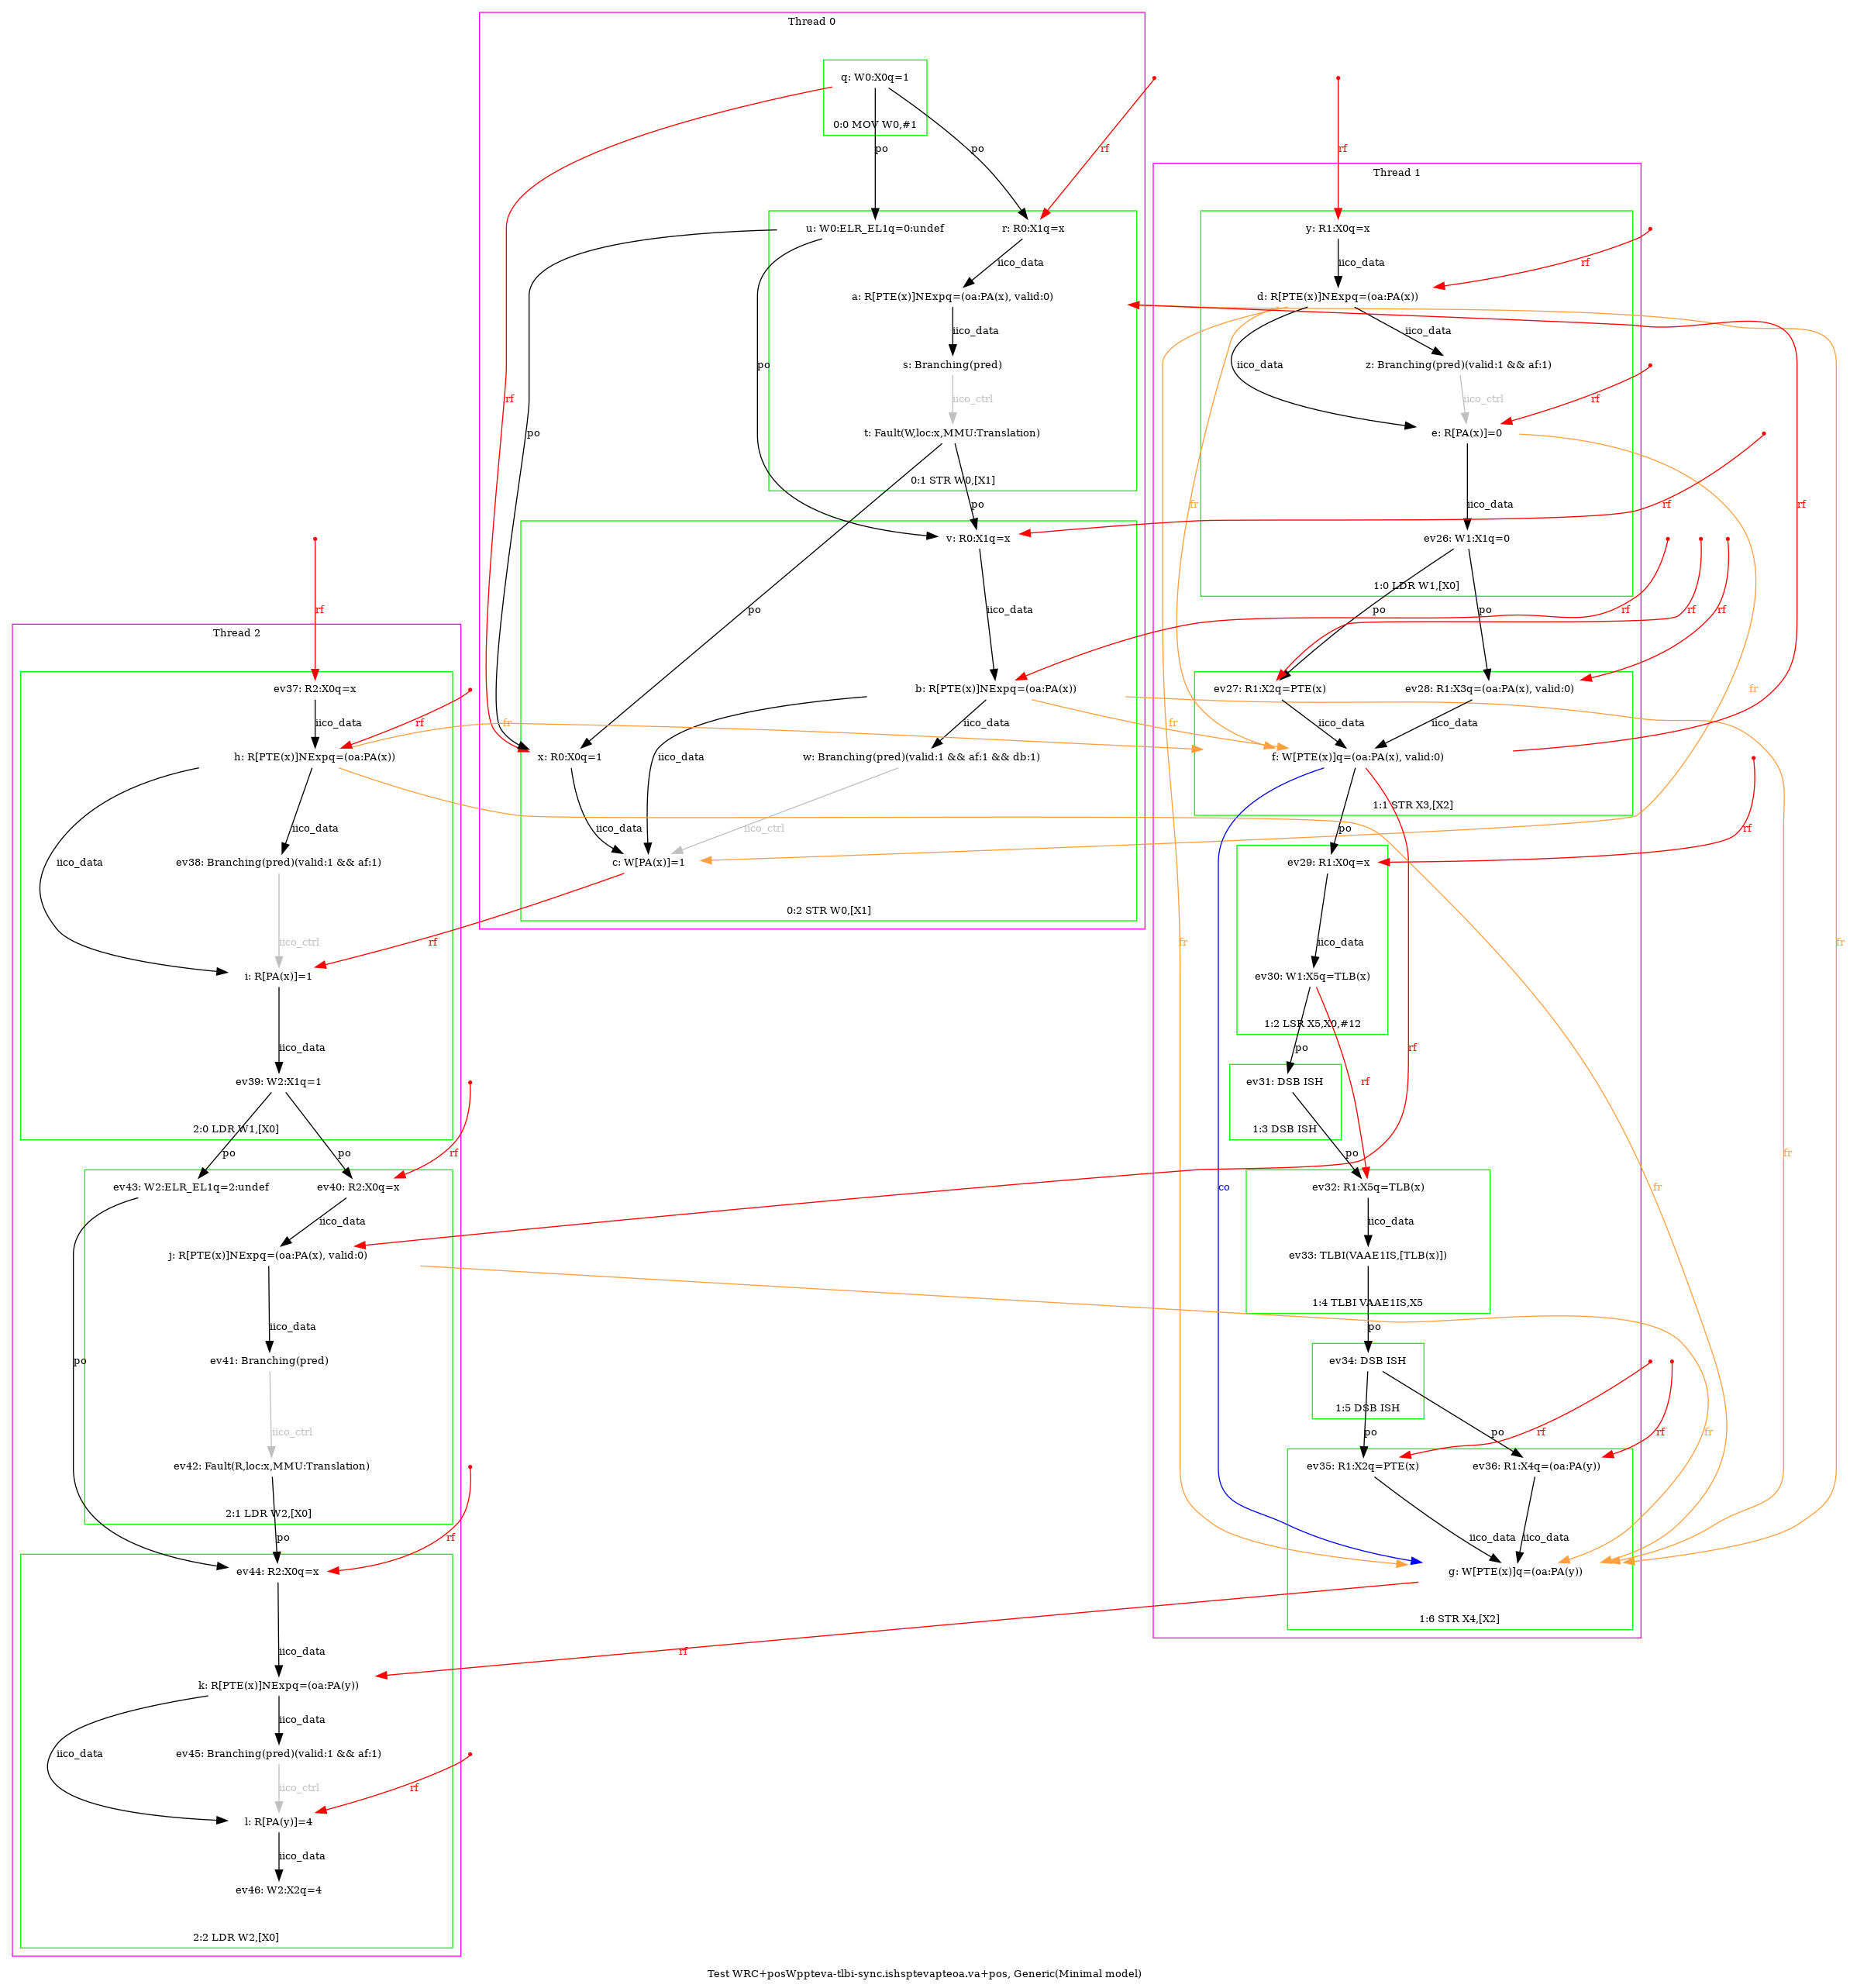 Thread 0
q: W0:X0q=1
0:0 MOV W0,#1
po
po
rf
rf
rf
u: W0:ELR_EL1q=0:undef
r: R0:X1q=x
iico_data
a: R[PTE(x)]NExpq=(oa:PA(x), valid:0)
iico_data
s: Branching(pred)
iico_ctrl
t: Fault(W,loc:x,MMU:Translation)
0:1 STR W0,[X1]
po
po
po
po
rf
v: R0:X1q=x
iico_data
rf
b: R[PTE(x)]NExpq=(oa:PA(x))
iico_data
fr
fr
x: R0:X0q=1
w: Branching(pred)(valid:1 && af:1 && db:1)
iico_data
iico_data
iico_ctrl
c: W[PA(x)]=1
0:2 STR W0,[X1]
rf
Thread 1
y: R1:X0q=x
iico_data
rf
d: R[PTE(x)]NExpq=(oa:PA(x))
iico_data
iico_data
z: Branching(pred)(valid:1 && af:1)
iico_ctrl
rf
e: R[PA(x)]=0
fr
iico_data
rf
ev26: W1:X1q=0
1:0 LDR W1,[X0]
po
po
rf
rf
fr
ev27: R1:X2q=PTE(x)
ev28: R1:X3q=(oa:PA(x), valid:0)
iico_data
iico_data
f: W[PTE(x)]q=(oa:PA(x), valid:0)
1:1 STR X3,[X2]
po
rf
ev29: R1:X0q=x
fr
fr
iico_data
ev30: W1:X5q=TLB(x)
1:2 LSR X5,X0,#12
po
rf
rf
ev31: DSB ISH
1:3 DSB ISH
po
co
fr
fr
ev32: R1:X5q=TLB(x)
iico_data
ev33: TLBI(VAAE1IS,[TLB(x)])
1:4 TLBI VAAE1IS,X5
po
ev34: DSB ISH
1:5 DSB ISH
po
po
rf
rf
fr
ev35: R1:X2q=PTE(x)
ev36: R1:X4q=(oa:PA(y))
iico_data
iico_data
g: W[PTE(x)]q=(oa:PA(y))
1:6 STR X4,[X2]
rf
Thread 2
rf
ev37: R2:X0q=x
iico_data
rf
h: R[PTE(x)]NExpq=(oa:PA(x))
iico_data
iico_data
ev38: Branching(pred)(valid:1 && af:1)
iico_ctrl
i: R[PA(x)]=1
iico_data
ev39: W2:X1q=1
2:0 LDR W1,[X0]
po
po
rf
ev43: W2:ELR_EL1q=2:undef
ev40: R2:X0q=x
iico_data
j: R[PTE(x)]NExpq=(oa:PA(x), valid:0)
iico_data
po
ev41: Branching(pred)
iico_ctrl
ev42: Fault(R,loc:x,MMU:Translation)
2:1 LDR W2,[X0]
po
rf
ev44: R2:X0q=x
iico_data
k: R[PTE(x)]NExpq=(oa:PA(y))
iico_data
iico_data
ev45: Branching(pred)(valid:1 && af:1)
iico_ctrl
rf
l: R[PA(y)]=4
iico_data
ev46: W2:X2q=4
2:2 LDR W2,[X0]
Test WRC+posWppteva-tlbi-sync.ishsptevapteoa.va+pos, Generic(Minimal model)